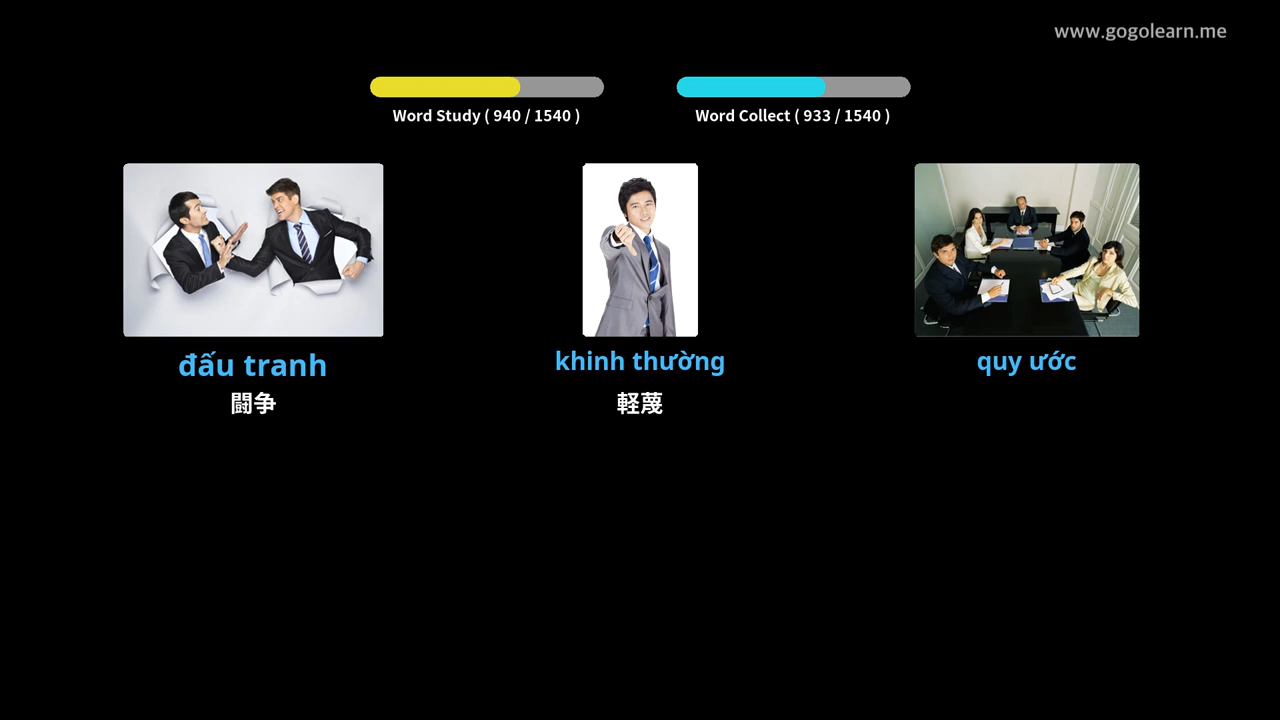 www.gogolearn.me
Word Study ( 940 / 1540 )
Word Collect ( 933 / 1540 )
đấu tranh
闘争
khinh thường
軽蔑
quy ước